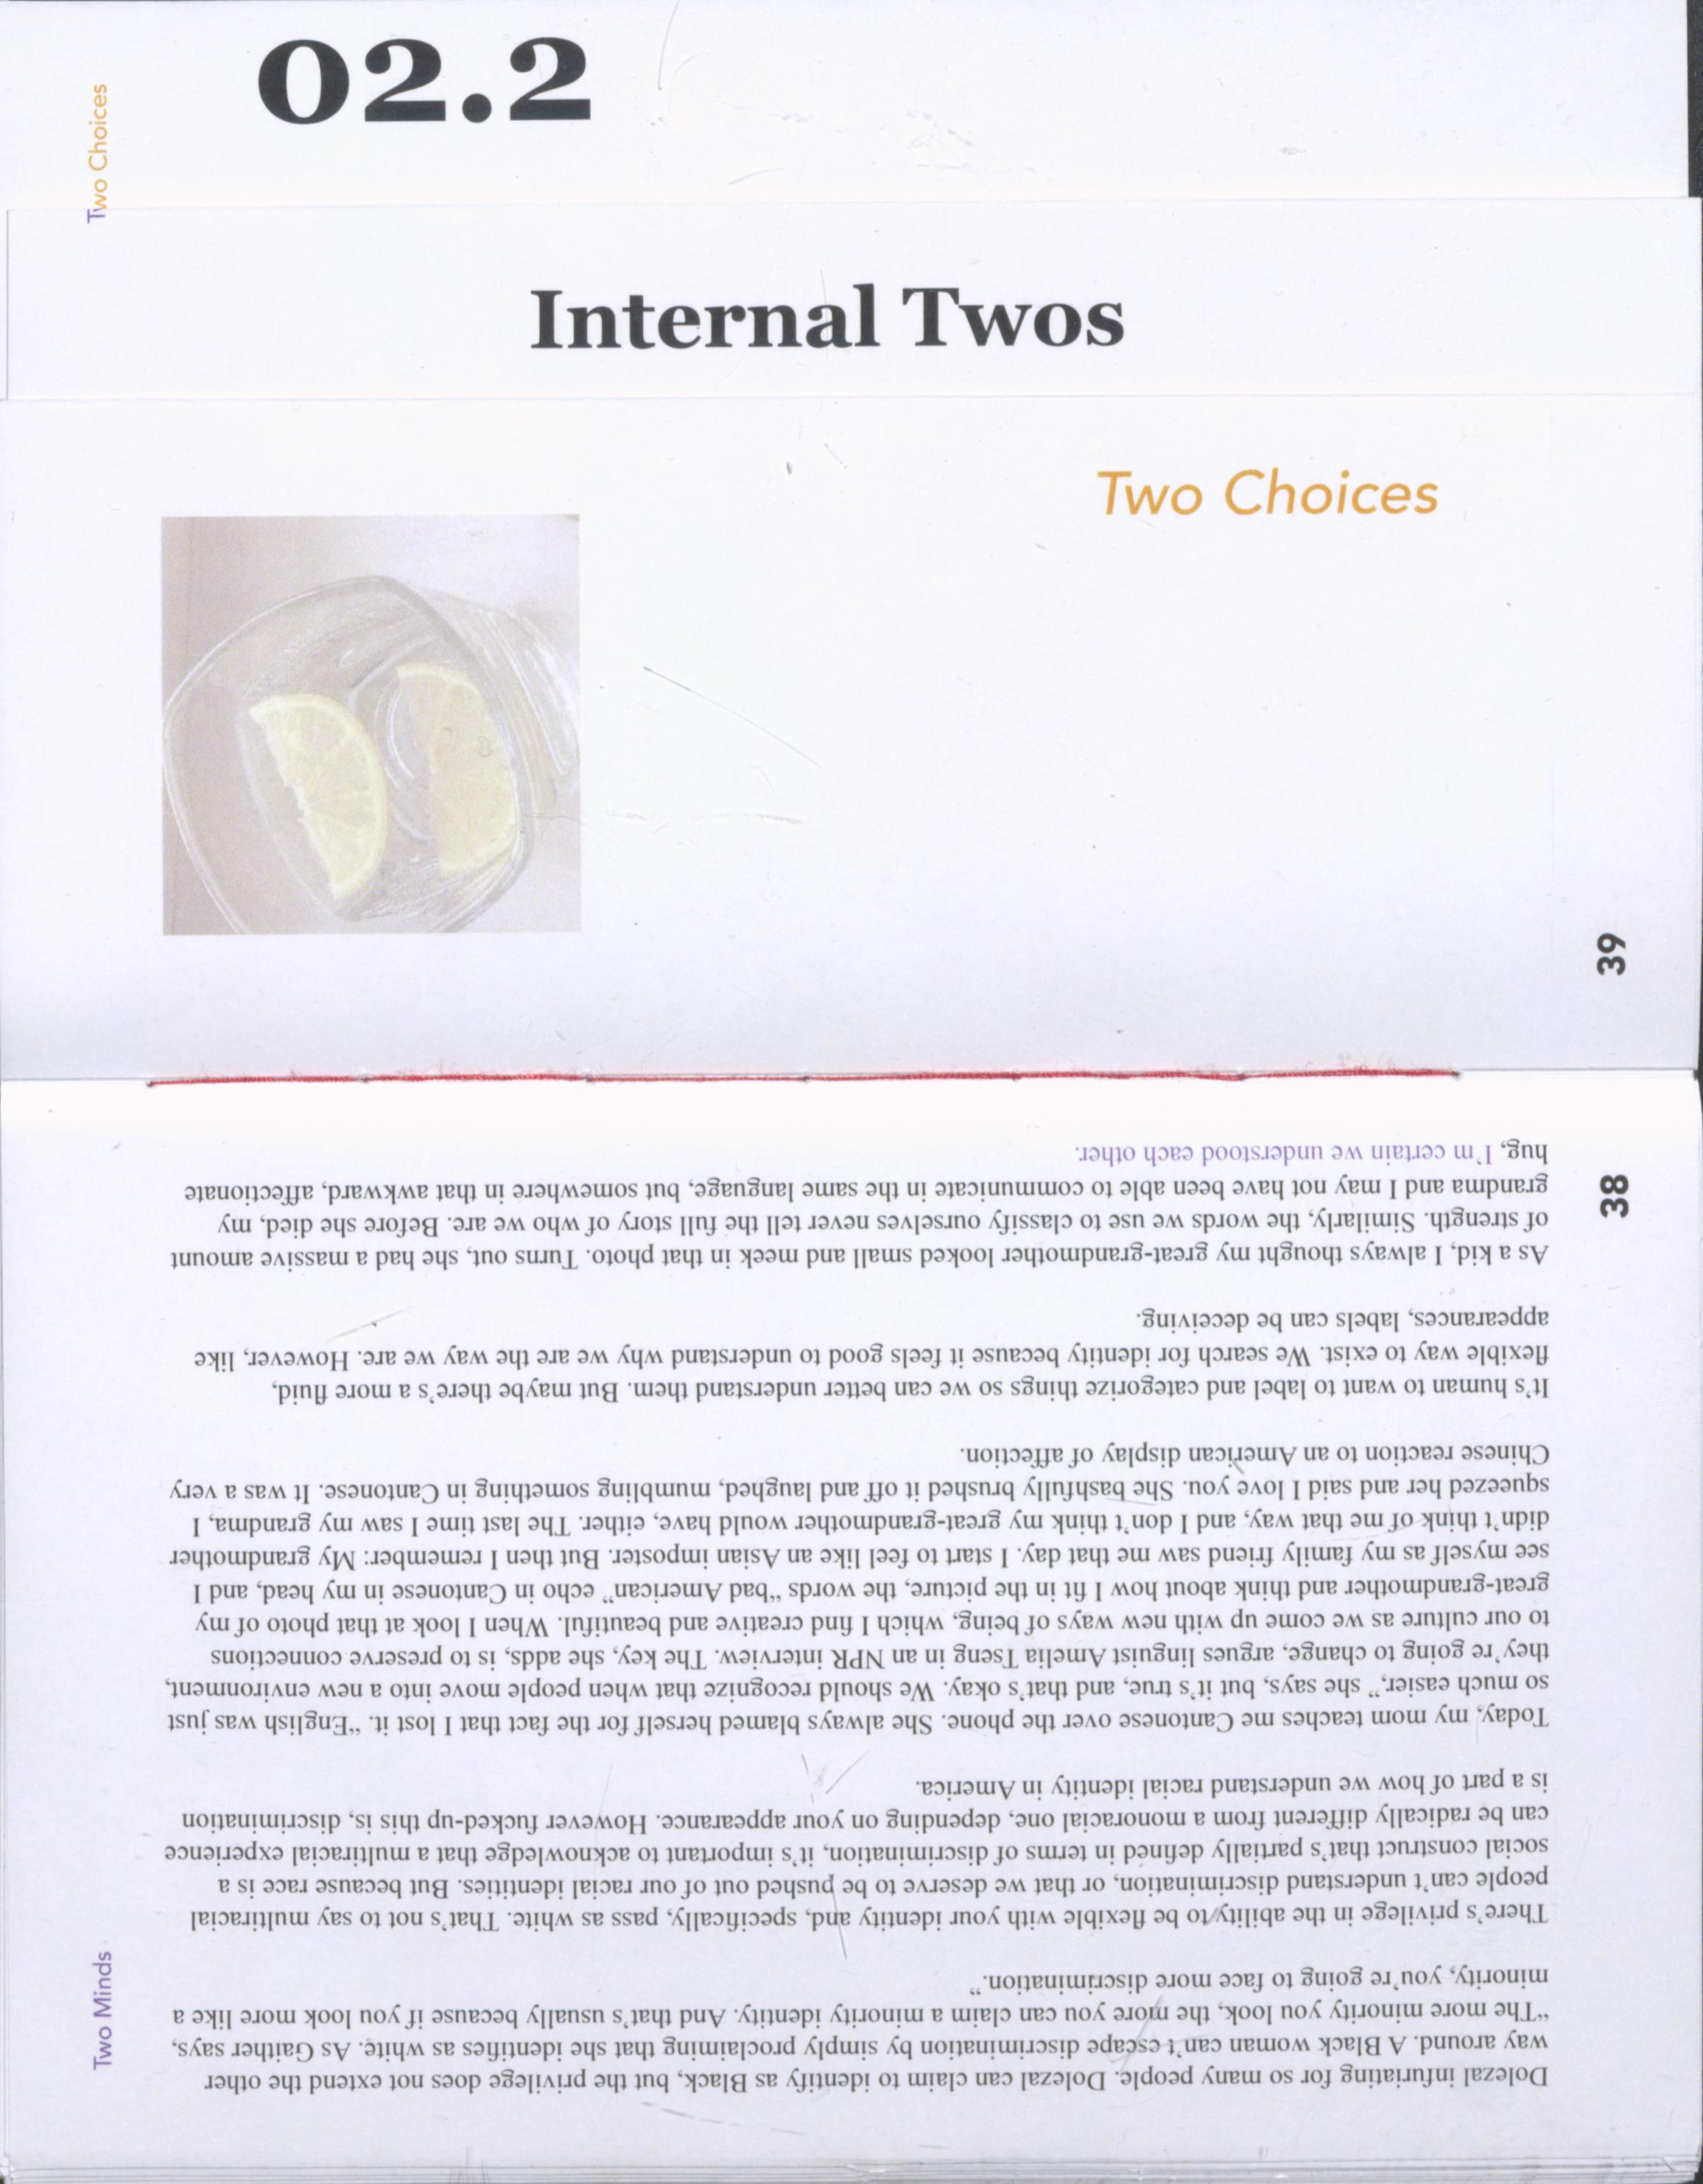 Two Minds
Dolezal infuriating for so many people. Dolezal can claim to identify as Black, but the privilege does not extend the other
way around. A Black woman can't escape discrimination by simply proclaiming that she identifies as white. As Gaither says,
“The more minority you look, the more you can claim a minority identity. And that's usually because if you look more like a
minority, you're going to face more discrimination.”
There's privilege in the ability to be flexible with your identity and, specifically, pass as white. That's not to say multiracial
people can't understand discrimination, or that we deserve to be pushed out of our racial identities. But because race is a
social construct that's partially defined in terms of discrimination, it's important to acknowledge that a multiracial experience
can be radically different from a monoracial one, depending on your appearance. However fucked-up this is, discrimination
is a part of how we understand racial identity in America.
Today, my mom teaches me Cantonese over the phone. She always blamed herself for the fact that I lost it. “English was just
so much easier,” she says, but it's true, and that's okay. We should recognize that when people move into a new environment,
they're going to change, argues linguist Amelia Tseng in an NPR interview. The key, she adds, is to preserve connections
to our culture as we come up with new ways of being, which I find creative and beautiful. When I look at that photo of my
great-grandmother and think about how I fit in the picture, the words “bad American” echo in Cantonese in my head, and I
see myself as my family friend saw me that day. I start to feel like an Asian imposter. But then I remember: My grandmother
didn't think of me that way, and I don't think my great-grandmother would have, either. The last time I saw my grandma, I
squeezed her and said I love you. She bashfully brushed it off and laughed, mumbling something in Cantonese. It was a very
Chinese reaction to an American display of affection.
It's human to want to label and categorize things so we can better understand them. But maybe there's a more fluid,
flexible way to exist. We search for identity because it feels good to understand why we are the way we are. However, like
appearances, labels can be deceiving.
As a kid, I always thought my great-grandmother looked small and meek in that photo. Turns out, she had a massive amount
of strength. Similarly, the words we use to classify ourselves never tell the full story of who we are. Before she died, my
grandma and I may not have been able to communicate in the same language, but somewhere in that awkward, affectionate
hug, I'm certain we understood each other.
38
39
Two Choices
02.2
Internal Twos
Two Choices